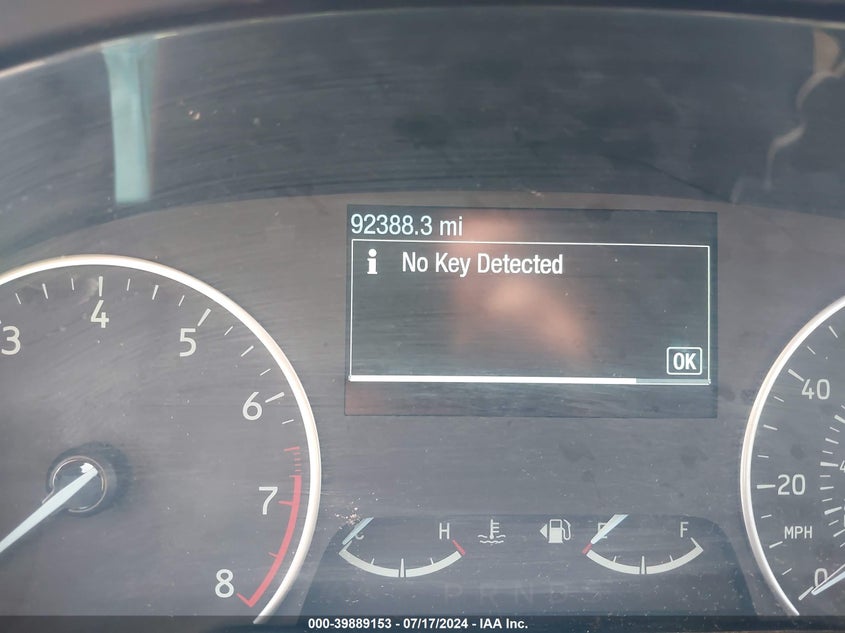 92388.3 mi
i No Key Detected
OK
3
4
5
6
7
8
H
E
F
40
20
MPH
0
P R N D
000-39889153 - 07/17/2024 - IAA Inc.